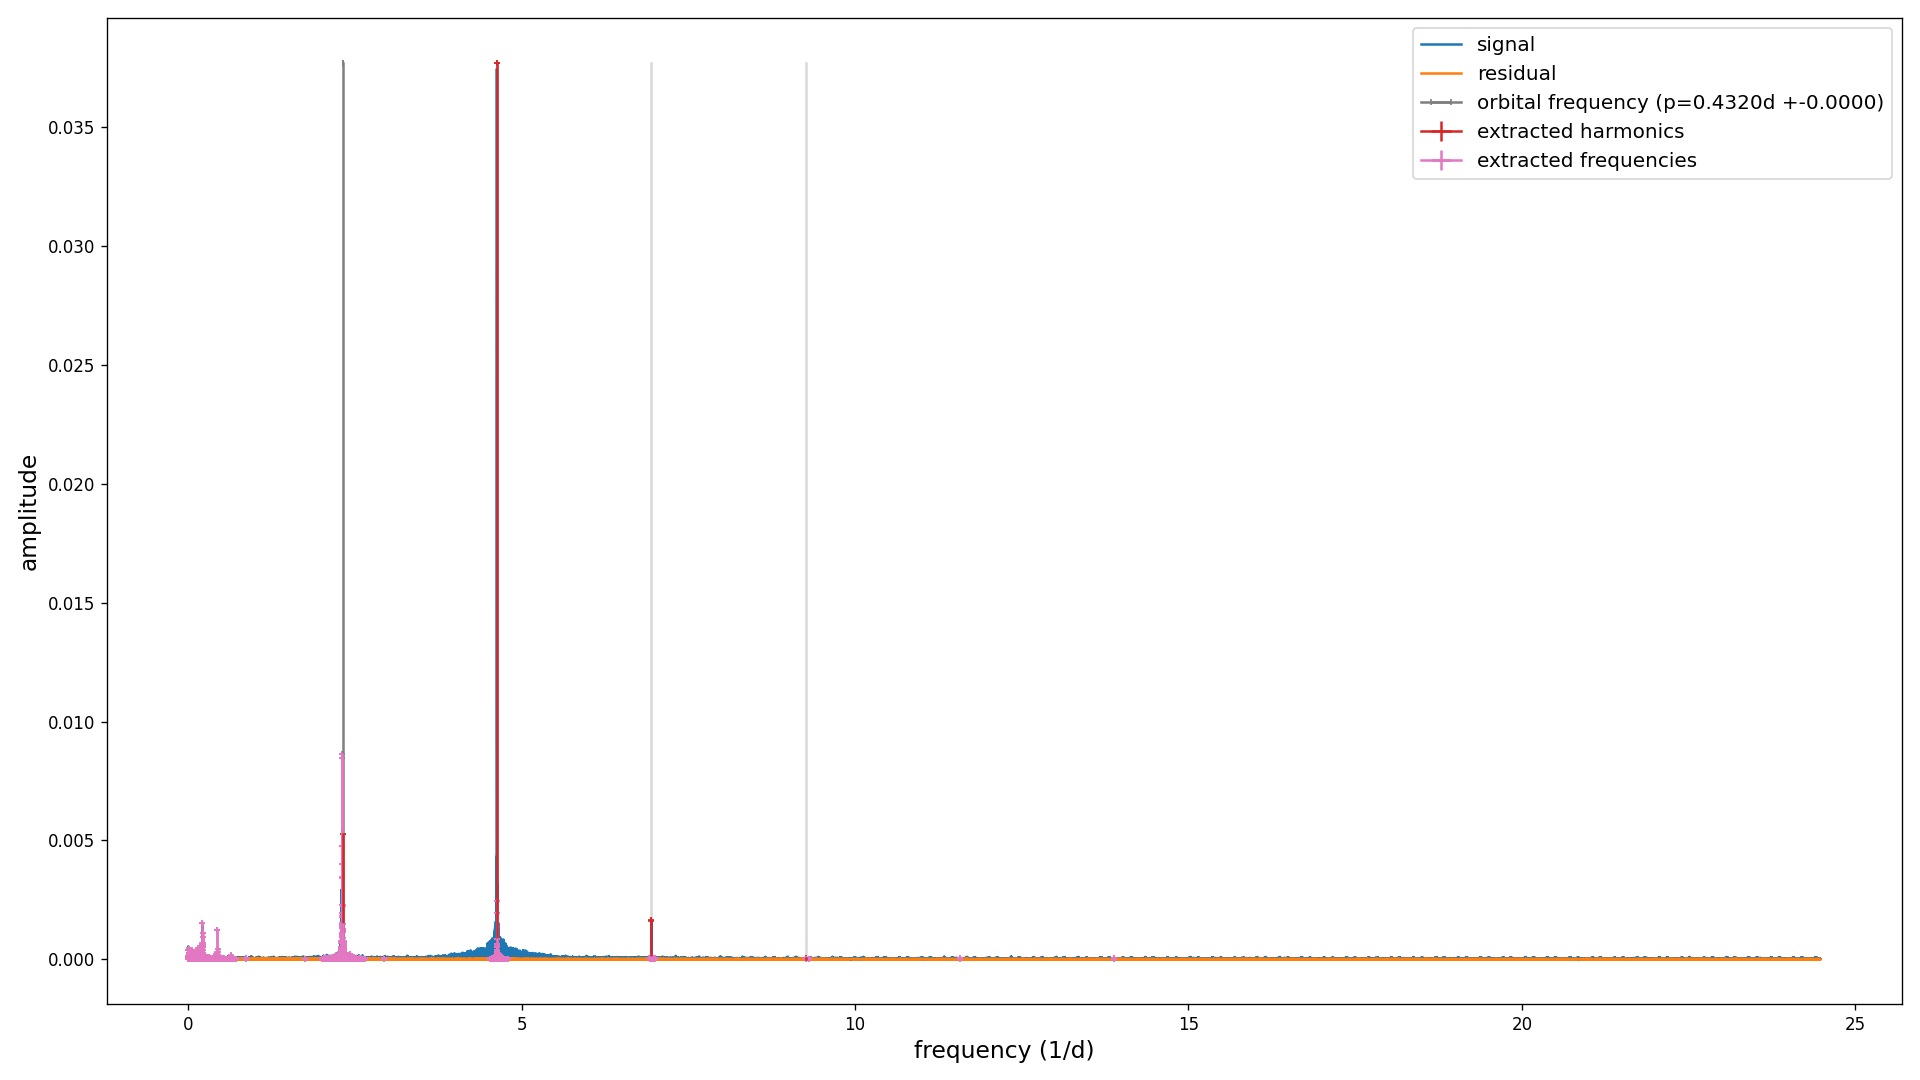 signal
residual
orbital frequency (p=0.4320d +-0.0000)
extracted harmonics
extracted frequencies
0.035
0.030
0.025
0.020
0.015
0.010
0.005
0.000
amplitude
0 5 10 15 20 25
frequency (1/d)